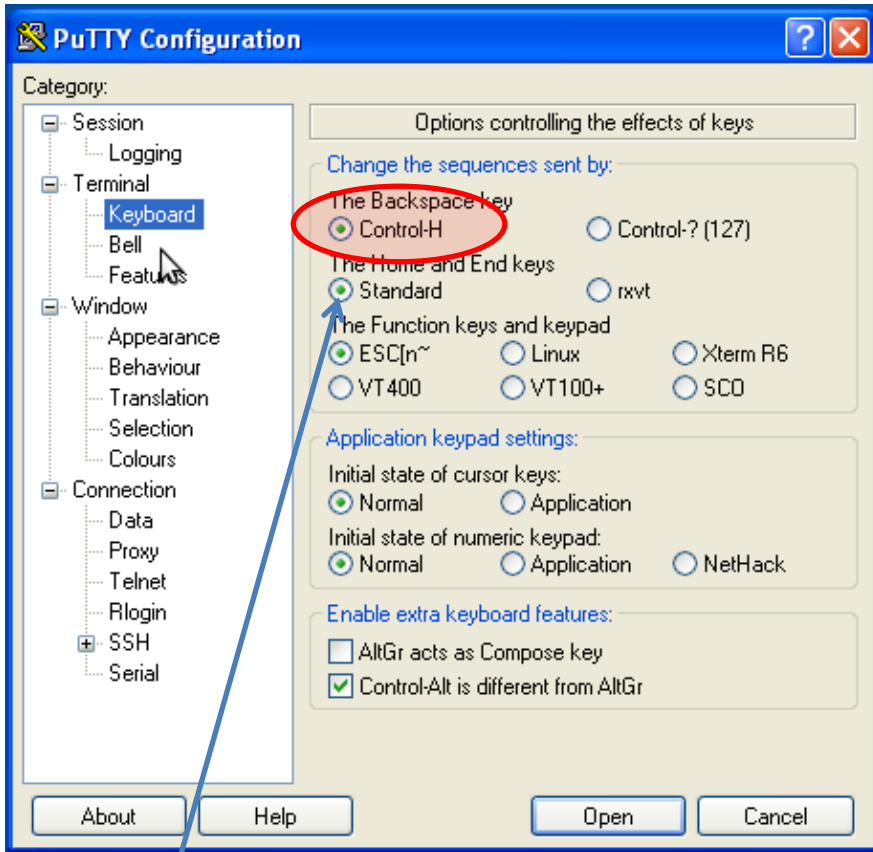 PuTTY Configuration
Category:
Session
Logging
Terminal
Keyboard
Bell
Features
Window
Appearance
Behaviour
Translation
Selection
Colours
Connection
Data
Proxy
Telnet
Rlogin
SSH
Serial
Options controlling the effects of keys
Change the sequences sent by:
The Backspace key
Control-H Control-? (127)
The Home and End keys
Standard rxvt
The Function keys and keypad
ESC[n~ Linux Xterm R6
VT400 VT100+ SCO
Application keypad settings:
Initial state of cursor keys:
Normal Application
Initial state of numeric keypad:
Normal Application NetHack
Enable extra keyboard features:
AltGr acts as Compose key
Control-Alt is different from AltGr
About Help Open Cancel